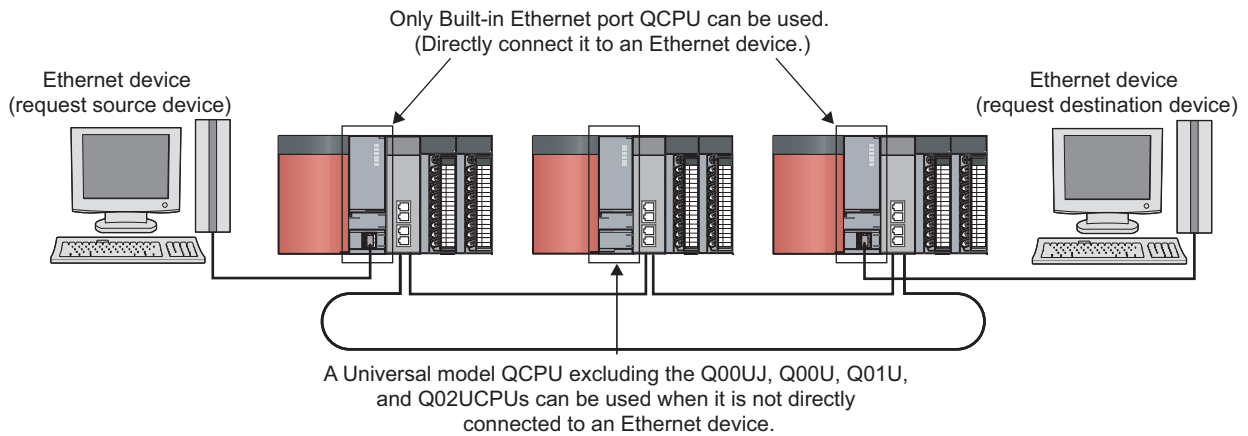 Only Built-in Ethernet port QCPU can be used.
(Directly connect it to an Ethernet device.)
Ethernet device
(request source device)
Ethernet device
(request destination device)
A Universal model QCPU excluding the Q00UJ, Q00U, Q01U,
and Q02UCPUs can be used when it is not directly
connected to an Ethernet device.